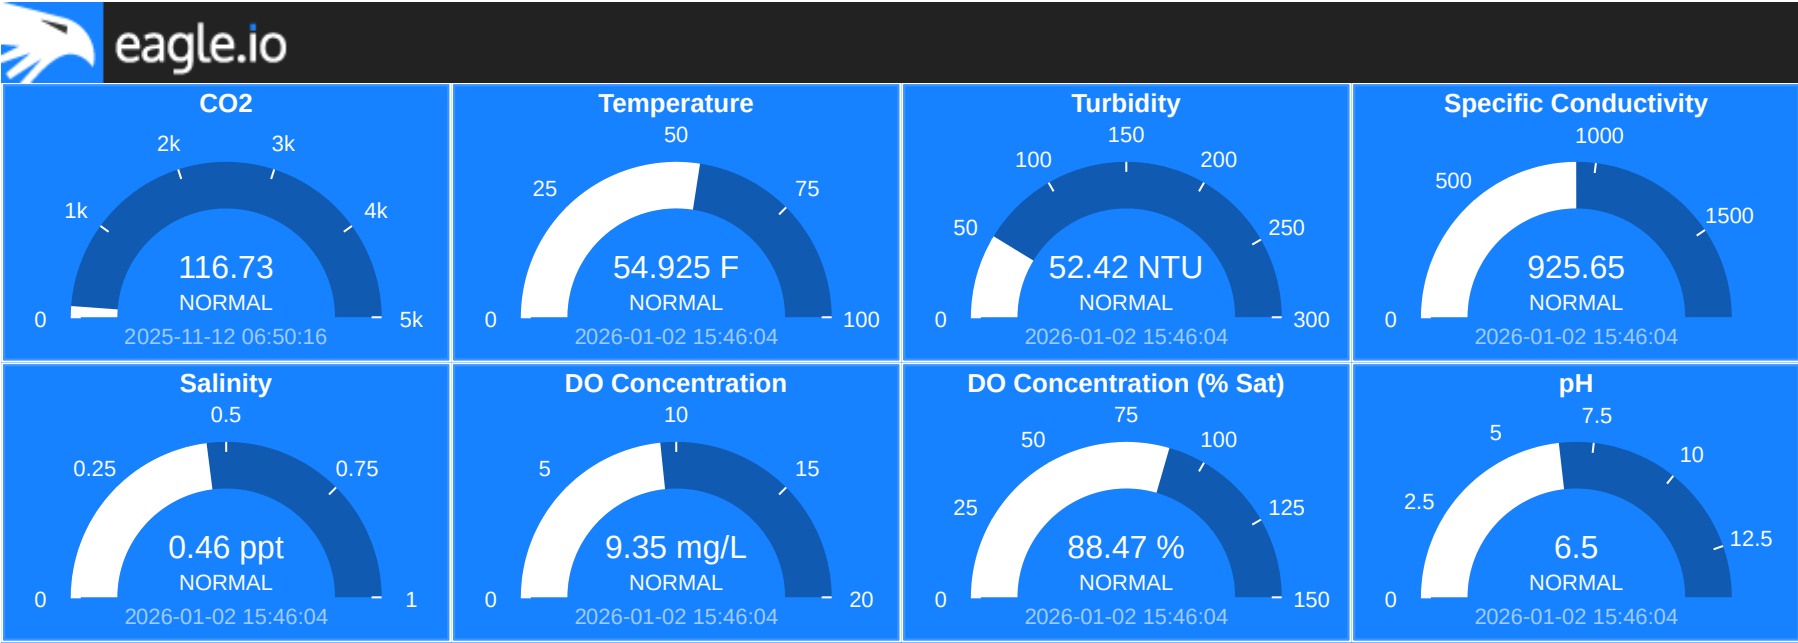 eagle.io
CO2
2k
3k
1k
4k
116.73
NORMAL
0
5k
2025-11-12 06:50:16
Temperature
50
25
75
54.925 F
NORMAL
0
100
2026-01-02 15:46:04
Turbidity
150
100
200
50
250
52.42 NTU
NORMAL
0
300
2026-01-02 15:46:04
Specific Conductivity
1000
500
1500
925.65
NORMAL
0
2026-01-02 15:46:04
Salinity
0.5
0.25
0.75
0.46 ppt
NORMAL
0
1
2026-01-02 15:46:04
DO Concentration
10
5
15
9.35 mg/L
NORMAL
0
20
2026-01-02 15:46:04
DO Concentration (% Sat)
75
50
100
25
125
88.47 %
NORMAL
0
150
2026-01-02 15:46:04
pH
7.5
5
10
2.5
12.5
6.5
NORMAL
0
2026-01-02 15:46:04